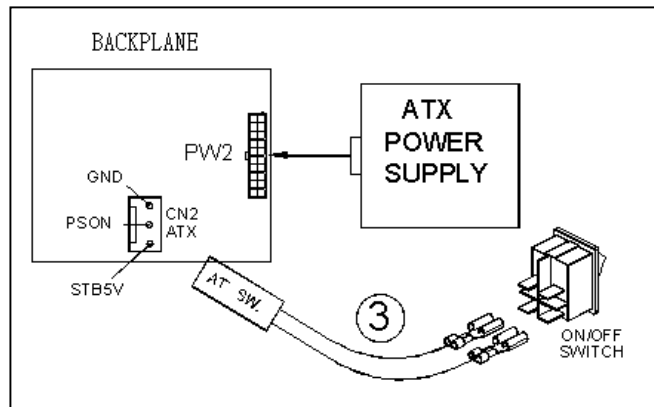 BACKPLANE
PW2
ATX
POWER
SUPPLY
GND
PSON
CN2
ATX
STB5V
AT SW.
3
ON/OFF
SWITCH